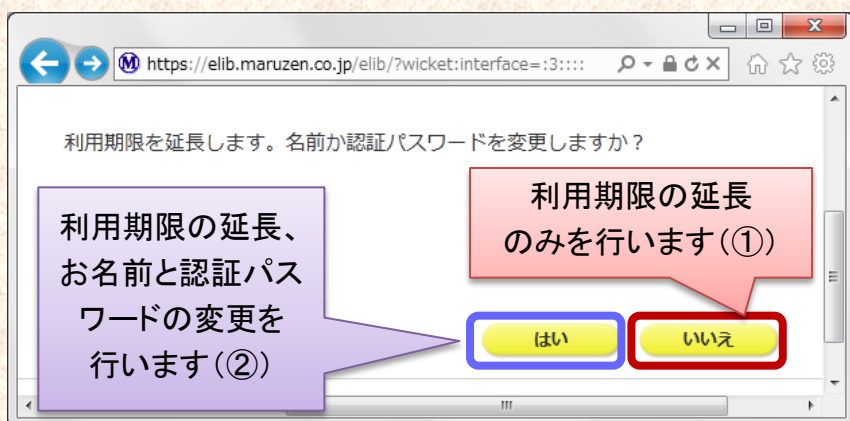 https://elib.maruzen.co.jp/elib/?wicket:interface=:3::::
利用期限を延長します。名前か認証パスワードを変更しますか？
利用期限の延長
のみを行います（①）
利用期限の延長、
お名前と認証パス
ワードの変更を
行います（②）
はい
いいえ